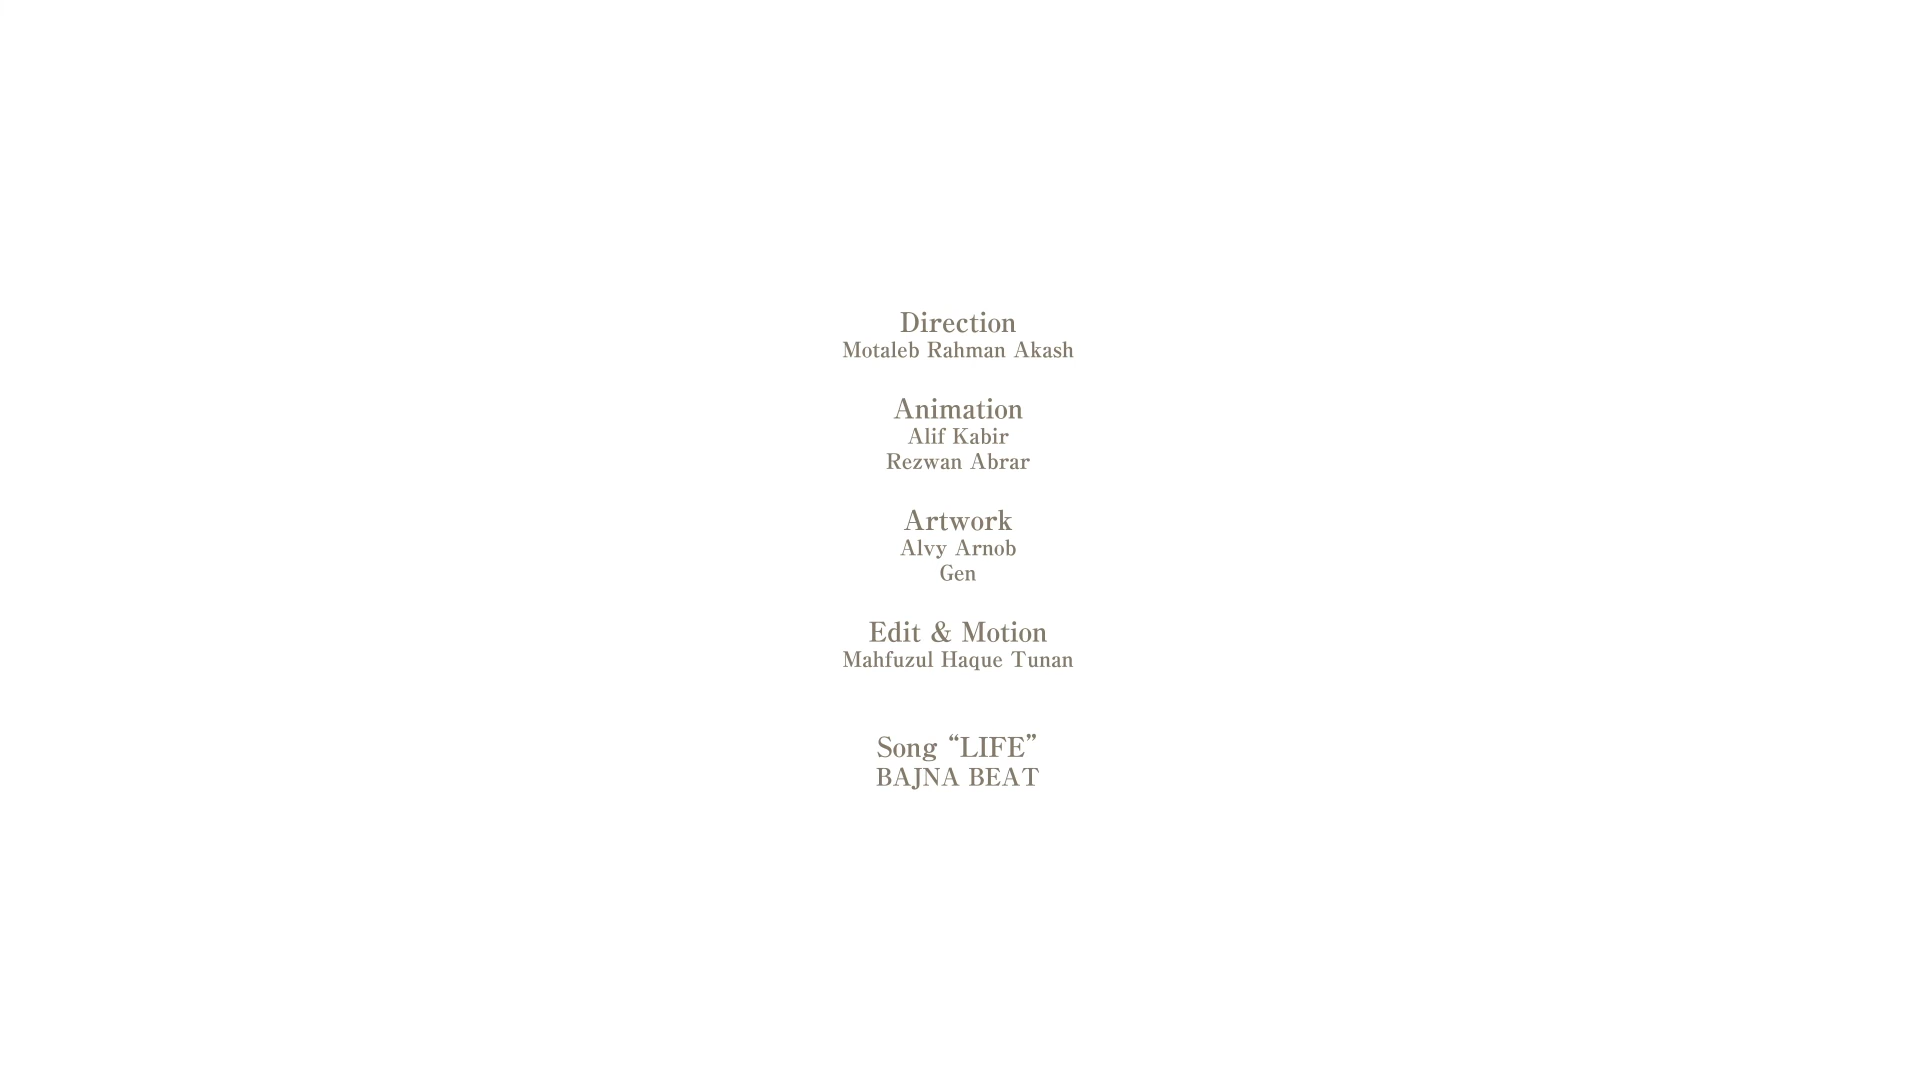 Direction
Motaleb Rahman Akash
Animation
Alif Kabir
Rezwan Abrar
Artwork
Alvy Arnob
Gen
Edit & Motion
Mahfuzul Haque Tunan
Song “LIFE”
BAJNA BEAT